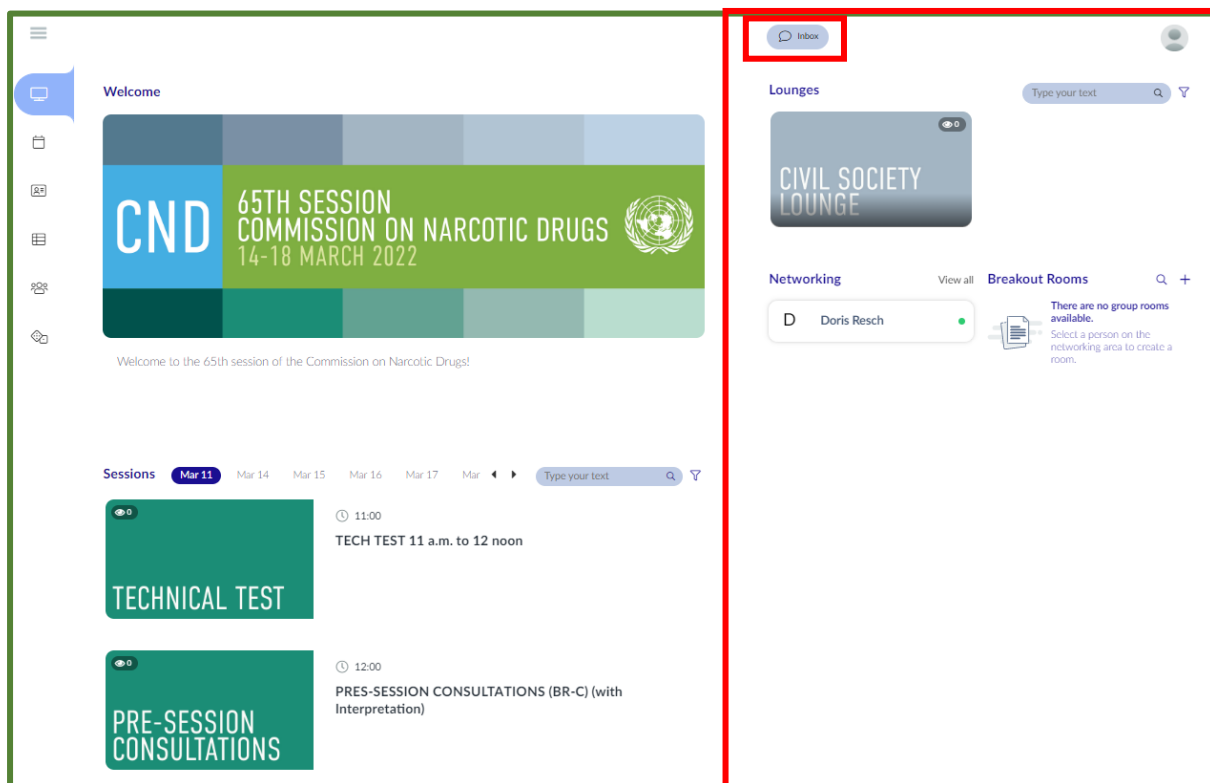 Welcome
CND
65TH SESSION
COMMISSION ON NARCOTIC DRUGS
14-18 MARCH 2022
Welcome to the 65th session of the Commission on Narcotic Drugs!
Sessions Mar 11 Mar 14 Mar 15 Mar 16 Mar 17 Mar Type your text
0
TECHNICAL TEST
11:00
TECH TEST 11 a.m. to 12 noon
0
PRE-SESSION
CONSULTATIONS
12:00
PRES-SESSION CONSULTATIONS (BR-C) (with
Interpretation)
Inbox
Lounges Type your text
0
CIVIL SOCIETY
LOUNGE
Networking View all
D Doris Resch
Breakout Rooms
There are no group rooms
available.
Select a person on the
networking area to create a
room.